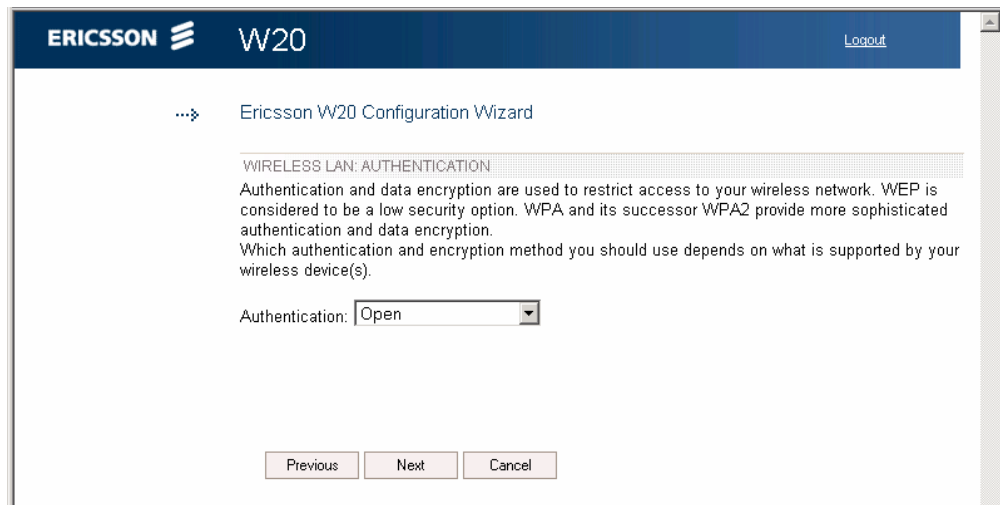 ERICSSON W20 Logout
Ericsson W20 Configuration Wizard
WIRELESS LAN: AUTHENTICATION
Authentication and data encryption are used to restrict access to your wireless network. WEP is
considered to be a low security option. WPA and its successor WPA2 provide more sophisticated
authentication and data encryption.
Which authentication and encryption method you should use depends on what is supported by your
wireless device(s).
Authentication: Open
Previous Next Cancel